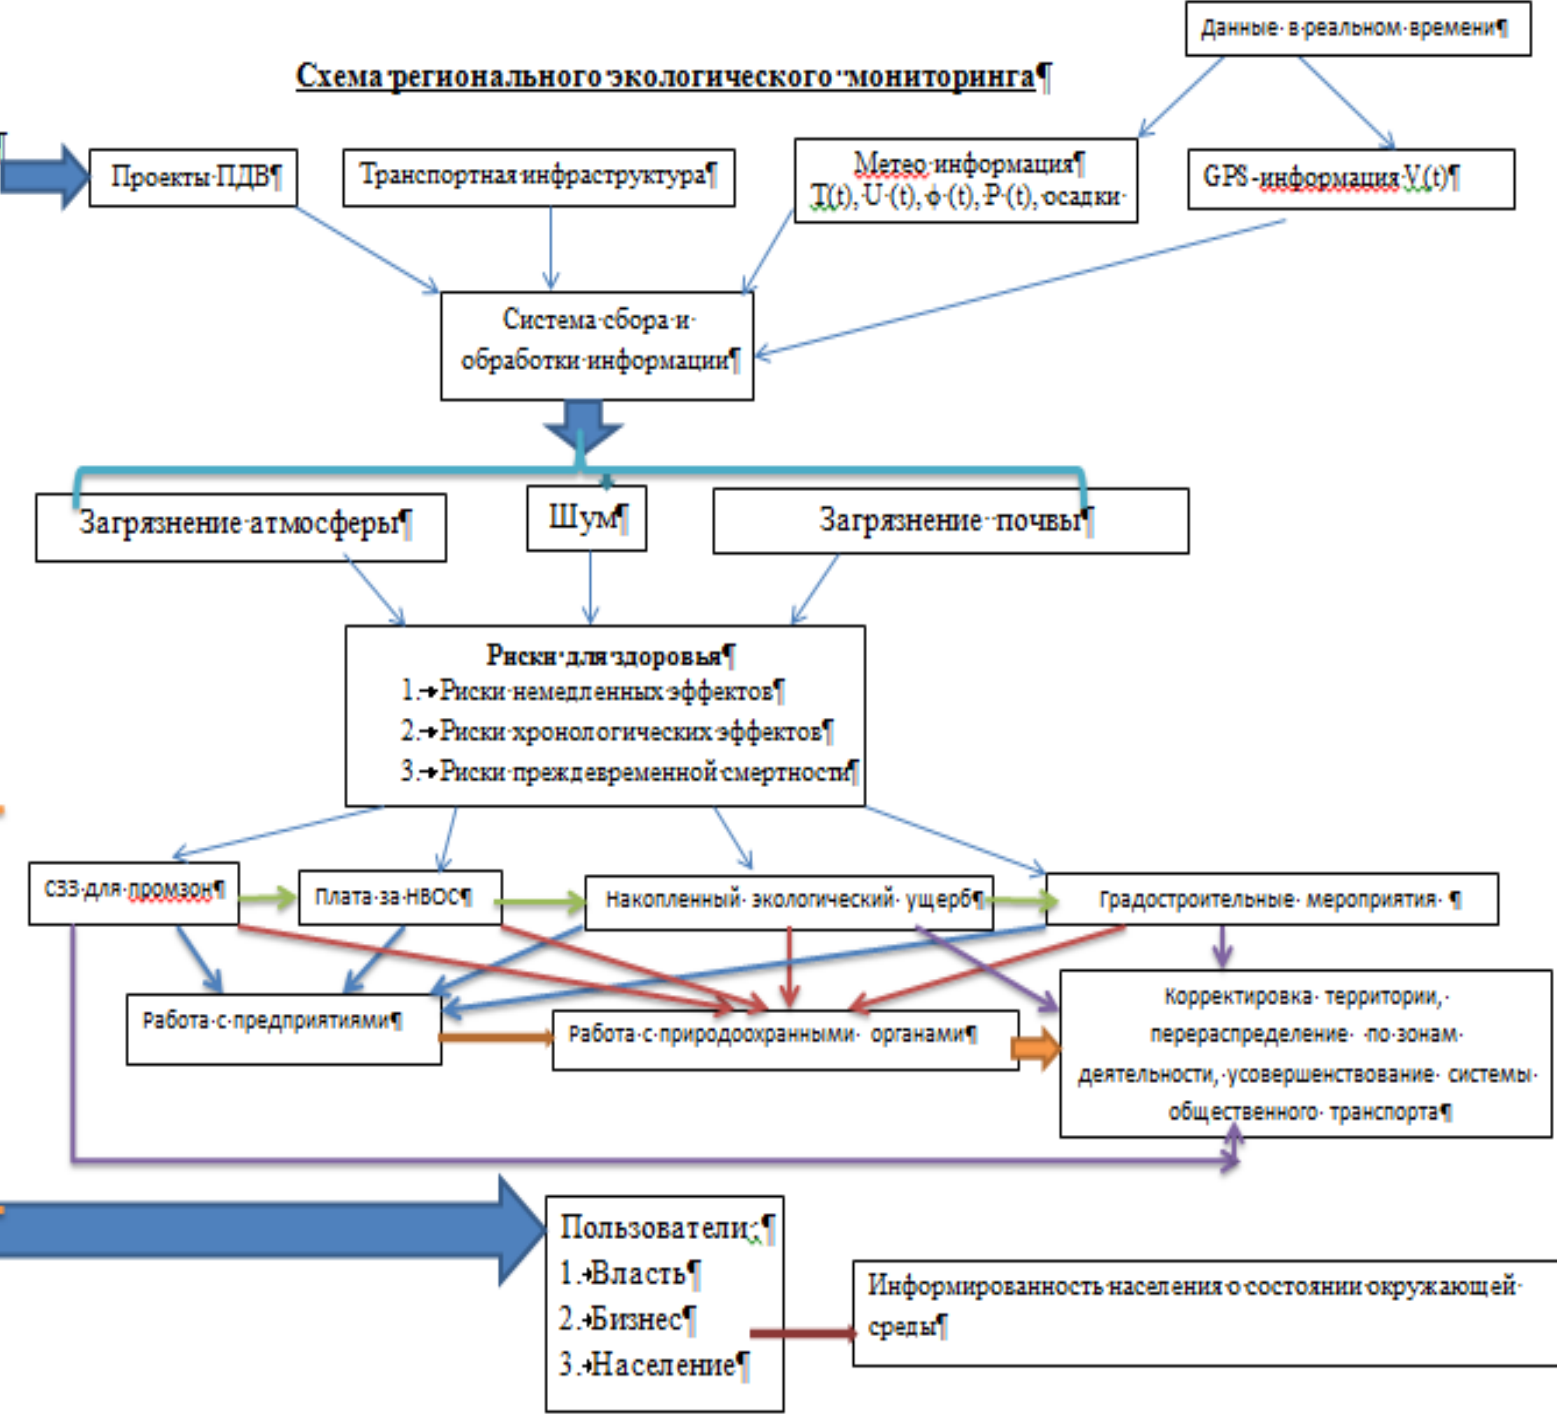 Данные в реальном времени¶
Схема регионального экологического мониторинга¶
Проекты ПДВ¶
Транспортная инфраструктура¶
Метео информация¶
T(t), U (t), ϕ (t), P (t), осадки
GPS-информация V(t)¶
Система сбора и
обработки информации¶
Загрязнение атмосферы¶
Шум¶
Загрязнение почвы¶
Риски для здоровья¶
1.→Риски немедленных эффектов¶
2.→Риски хронологических эффектов¶
3.→Риски преждевременной смертности¶
СЗЗ для промзон¶
Плата за НВОС¶
Накопленный экологический ущерб¶
Градостроительные мероприятия ¶
Работа с предприятиями¶
Работа с природоохранными органами¶
Корректировка территории,
перераспределение по зонам
деятельности, усовершенствование системы
общественного транспорта¶
Пользователи:¶
1.→Власть¶
2.→Бизнес¶
3.→Население¶
Информированность населения о состоянии окружающей
среды¶